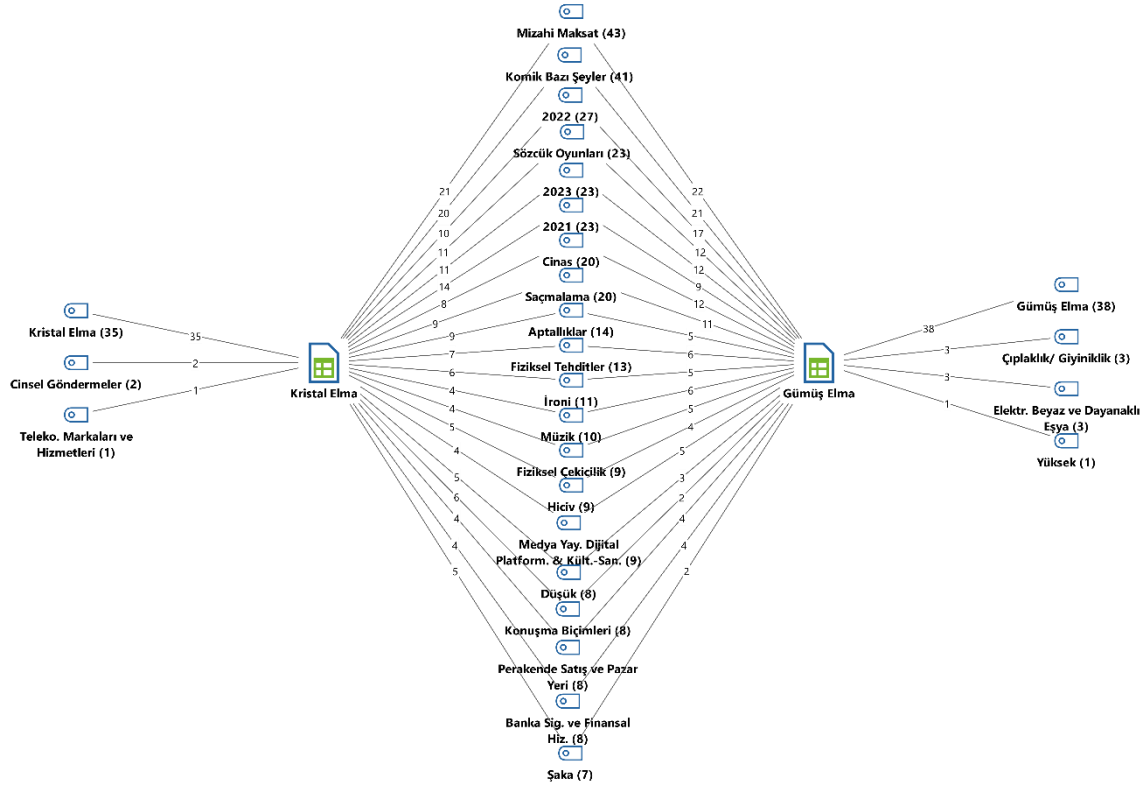 Mizahi Maksat (43)
Komik Bazı Şeyler (41)
2022 (27)
Sözcük Oyunları (23)
2023 (23)
2021 (23)
Cinas (20)
Saçmalama (20)
Aptallıklar (14)
Fiziksel Tehditler (13)
İroni (11)
Müzik (10)
Fiziksel Çekicilik (9)
Hiciv (9)
Medya Yay. Dijital
Platform. & Kült.-San. (9)
Düşük (8)
Konuşma Biçimleri (8)
Perakende Satış ve Pazar
Yeri (8)
Banka Sig. ve Finansal
Hiz. (8)
Şaka (7)
Kristal Elma (35)
Cinsel Göndermeler (2)
Teleko. Markaları ve
Hizmetleri (1)
35
2
1
Kristal Elma
21
20
10
11
11
14
8
9
9
7
6
4
4
5
4
5
6
4
4
5
22
21
17
12
12
9
12
11
5
6
5
6
5
4
5
3
2
4
4
2
Gümüş Elma
38
3
3
1
Gümüş Elma (38)
Çıplaklık/ Giyiniklik (3)
Elektr. Beyaz ve Dayanaklı
Eşya (3)
Yüksek (1)